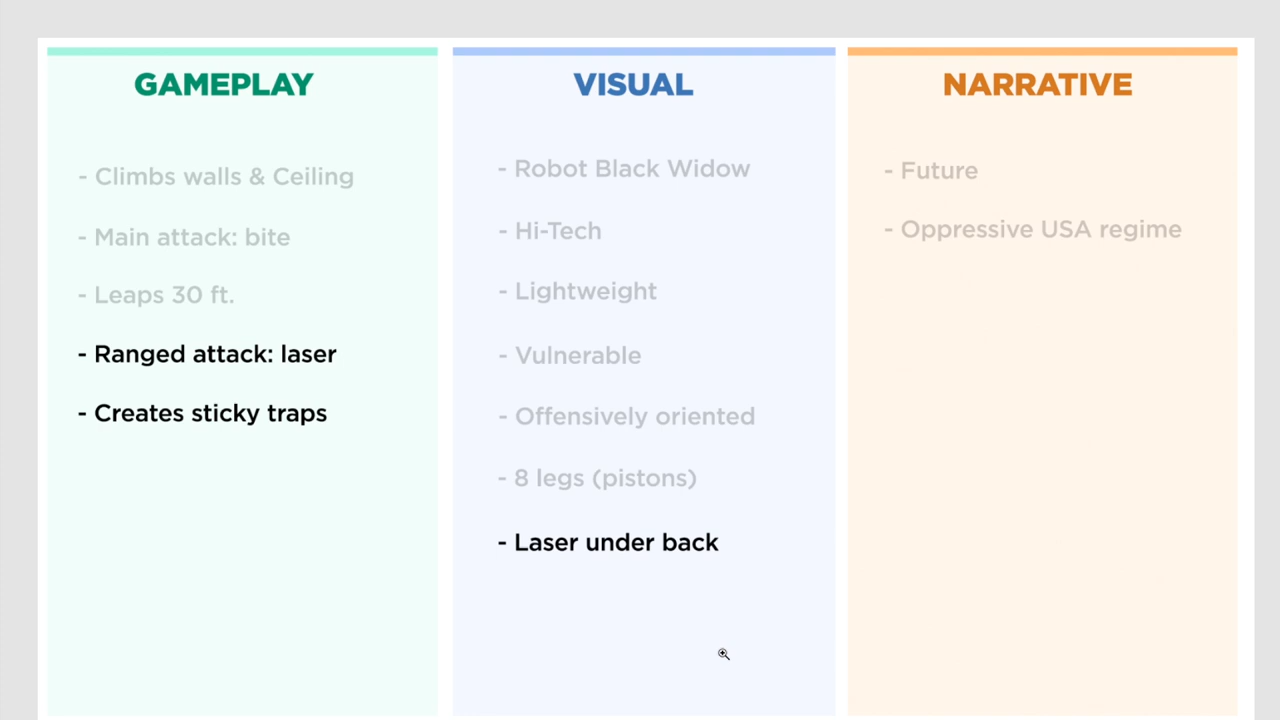 GAMEPLAY
- Climbs walls & Ceiling
- Main attack: bite
- Leaps 30 ft.
- Ranged attack: laser
- Creates sticky traps
VISUAL
- Robot Black Widow
- Hi-Tech
- Lightweight
- Vulnerable
- Offensively oriented
- 8 legs (pistons)
- Laser under back
NARRATIVE
- Future
- Oppressive USA regime